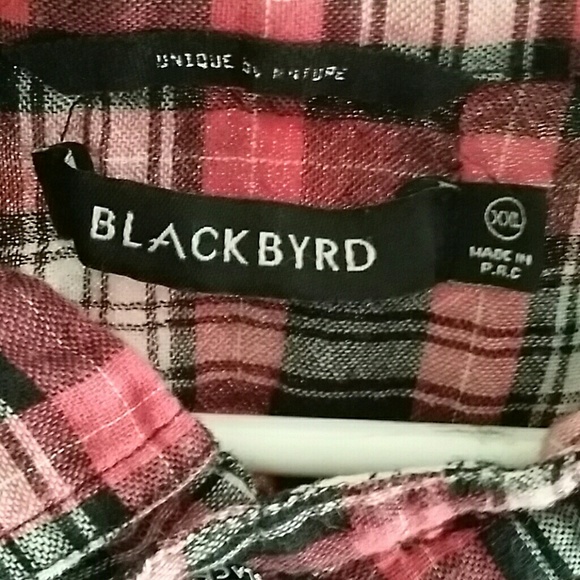 UNIQUE BY NATURE
BLACKBYRD
XXL
MADE IN
P.R.C